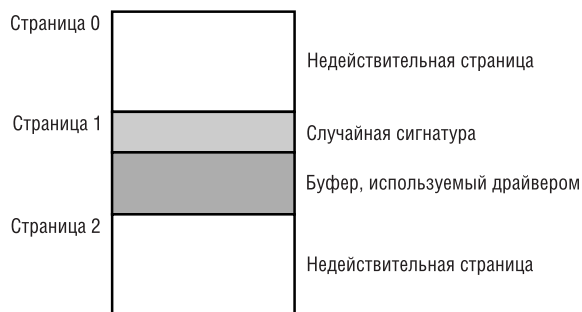 Страница 0
Недействительная страница
Страница 1
Случайная сигнатура
Буфер, используемый драйвером
Страница 2
Недействительная страница